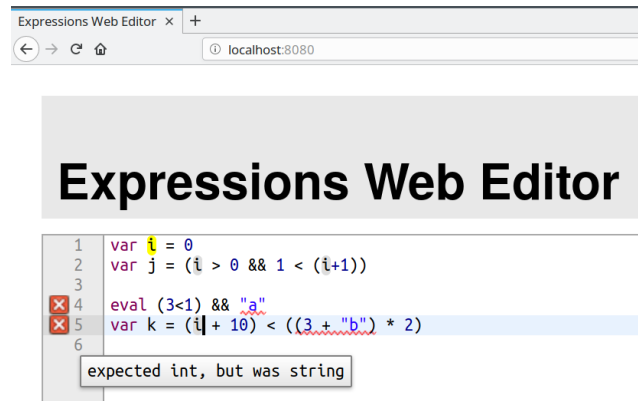 Expressions Web Editor × +
localhost:8080
Expressions Web Editor
1 var i = 0
2 var j = (i > 0 && 1 < (i+1))
3
4 eval (3<1) && "a"
5 var k = (i + 10) < ((3 + "b") * 2)
6
expected int, but was string